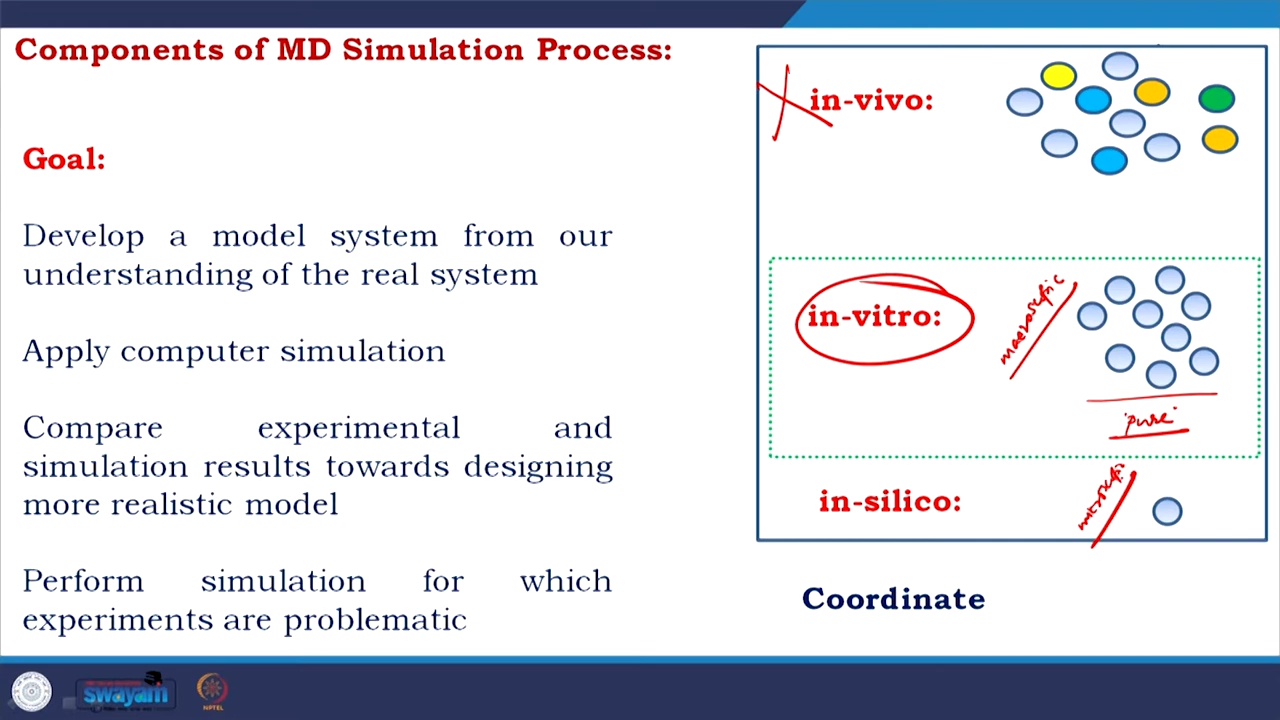 Components of MD Simulation Process:
Goal:
Develop a model system from our
understanding of the real system
Apply computer simulation
Compare experimental and
simulation results towards designing
more realistic model
Perform simulation for which
experiments are problematic
in-vivo:
in-vitro:
macroscopic
'pure'
in-silico:
microscopic
Coordinate
swayam
NPTEL